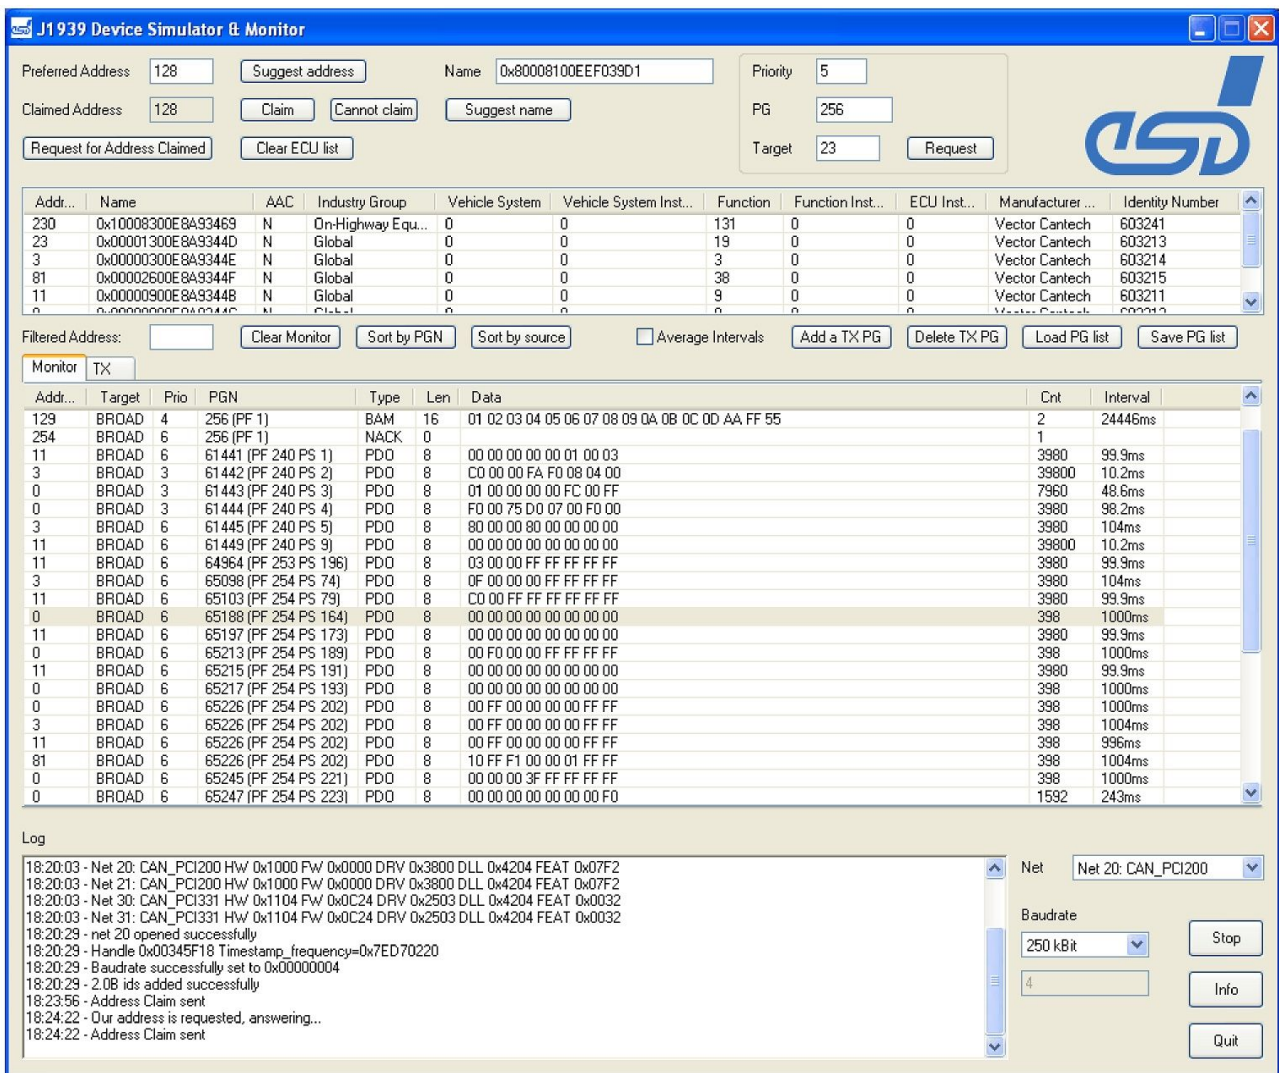 J1939 Device Simulator & Monitor
Preferred Address 128 Suggest address Name 0x80008100EEF039D1 Priority 5
Claimed Address 128 Claim Cannot claim Suggest name PG 256
Request for Address Claimed Clear ECU list Target 23 Request
esd
Addr... Name AAC Industry Group Vehicle System Vehicle System Inst... Function Function Inst... ECU Inst... Manufacturer ... Identity Number
230 0x10008300E8A93469 N On-Highway Equ... 0 0 131 0 0 Vector Cantech 603241
23 0x00001300E8A9344D N Global 0 0 19 0 0 Vector Cantech 603213
3 0x00000300E8A9344E N Global 0 0 3 0 0 Vector Cantech 603214
81 0x00002600E8A9344F N Global 0 0 38 0 0 Vector Cantech 603215
11 0x00000900E8A9344B N Global 0 0 9 0 0 Vector Cantech 603211
Filtered Address: Clear Monitor Sort by PGN Sort by source Average Intervals Add a TX PG Delete TX PG Load PG list Save PG list
Monitor TX
Addr... Target Prio PGN Type Len Data Cnt Interval
129 BROAD 4 256 (PF 1) BAM 16 01 02 03 04 05 06 07 08 09 0A 0B 0C 0D AA FF 55 2 24446ms
254 BROAD 6 256 (PF 1) NACK 0 1
11 BROAD 6 61441 (PF 240 PS 1) PDO 8 00 00 00 00 00 01 00 03 3980 99.9ms
3 BROAD 3 61442 (PF 240 PS 2) PDO 8 C0 00 00 FA F0 08 04 00 39800 10.2ms
0 BROAD 3 61443 (PF 240 PS 3) PDO 8 01 00 00 00 00 FC 00 FF 7960 48.6ms
0 BROAD 3 61444 (PF 240 PS 4) PDO 8 F0 00 75 D0 07 00 F0 00 3980 98.2ms
3 BROAD 6 61445 (PF 240 PS 5) PDO 8 80 00 00 80 00 00 00 00 3980 104ms
11 BROAD 6 61449 (PF 240 PS 9) PDO 8 00 00 00 00 00 00 00 00 39800 10.2ms
11 BROAD 6 64964 (PF 253 PS 196) PDO 8 03 00 00 FF FF FF FF FF 3980 99.9ms
3 BROAD 6 65098 (PF 254 PS 74) PDO 8 0F 00 00 00 FF FF FF FF 3980 104ms
11 BROAD 6 65103 (PF 254 PS 79) PDO 8 C0 00 FF FF FF FF FF FF 3980 99.9ms
0 BROAD 6 65188 (PF 254 PS 164) PDO 8 00 00 00 00 00 00 00 00 398 1000ms
11 BROAD 6 65197 (PF 254 PS 173) PDO 8 00 00 00 00 00 00 00 00 3980 99.9ms
0 BROAD 6 65213 (PF 254 PS 189) PDO 8 00 F0 00 00 FF FF FF FF 398 1000ms
11 BROAD 6 65215 (PF 254 PS 191) PDO 8 00 00 00 00 00 00 00 00 3980 99.9ms
0 BROAD 6 65217 (PF 254 PS 193) PDO 8 00 00 00 00 00 00 00 00 398 1000ms
0 BROAD 6 65226 (PF 254 PS 202) PDO 8 00 FF 00 00 00 00 FF FF 398 1000ms
3 BROAD 6 65226 (PF 254 PS 202) PDO 8 00 FF 00 00 00 00 FF FF 398 1004ms
11 BROAD 6 65226 (PF 254 PS 202) PDO 8 00 FF 00 00 00 00 FF FF 398 996ms
81 BROAD 6 65226 (PF 254 PS 202) PDO 8 10 FF F1 00 00 01 FF FF 398 1004ms
0 BROAD 6 65245 (PF 254 PS 221) PDO 8 00 00 00 3F FF FF FF FF 398 1000ms
0 BROAD 6 65247 (PF 254 PS 223) PDO 8 00 00 00 00 00 00 00 F0 1592 243ms
Log
18:20:03 - Net 20: CAN_PCI200 HW 0x1000 FW 0x0000 DRV 0x3800 DLL 0x4204 FEAT 0x07F2
18:20:03 - Net 21: CAN_PCI200 HW 0x1000 FW 0x0000 DRV 0x3800 DLL 0x4204 FEAT 0x07F2
18:20:03 - Net 30: CAN_PCI331 HW 0x1104 FW 0x0C24 DRV 0x2503 DLL 0x4204 FEAT 0x0032
18:20:03 - Net 31: CAN_PCI331 HW 0x1104 FW 0x0C24 DRV 0x2503 DLL 0x4204 FEAT 0x0032
18:20:29 - net 20 opened successfully
18:20:29 - Handle 0x00345F18 Timestamp_frequency=0x7ED70220
18:20:29 - Baudrate successfully set to 0x00000004
18:20:29 - 2.0B ids added successfully
18:23:56 - Address Claim sent
18:24:22 - Our address is requested, answering...
18:24:22 - Address Claim sent
Net Net 20: CAN_PCI200
Baudrate
250 kBit Stop
4 Info
Quit